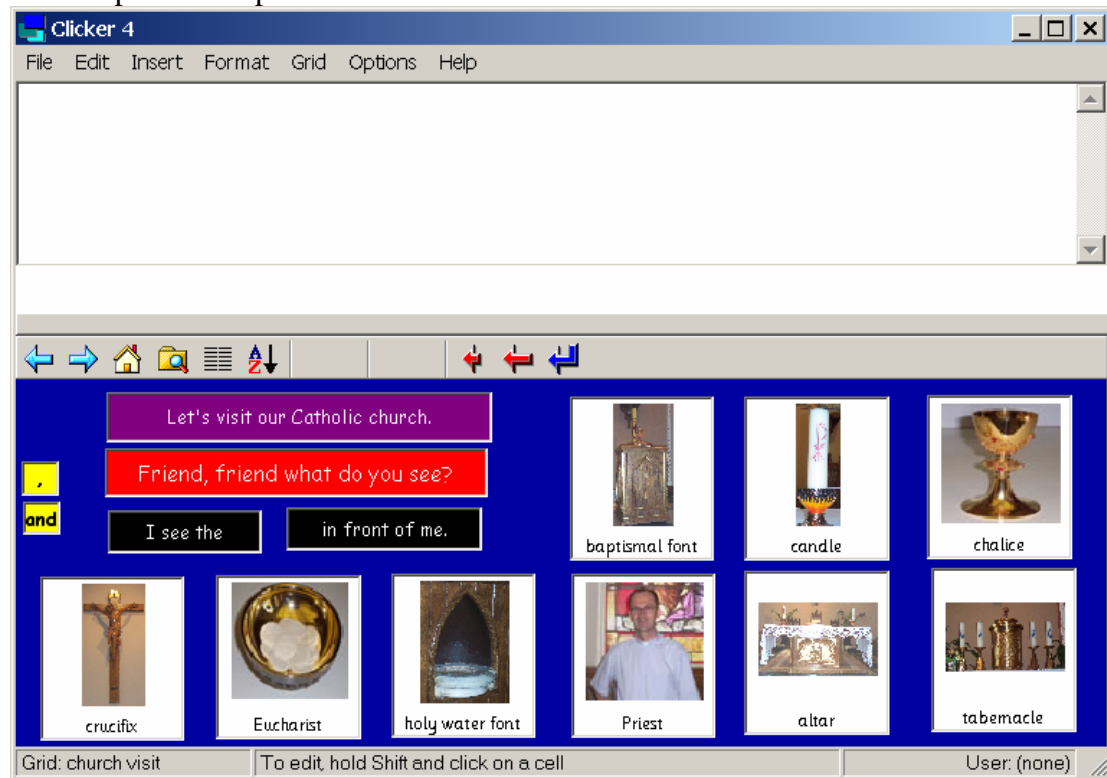 Clicker 4
File Edit Insert Format Grid Options Help
Let's visit our Catholic church.
Friend, friend what do you see?
,
and
I see the
in front of me.
baptismal font
candle
chalice
crucifix
Eucharist
holy water font
Priest
altar
tabernacle
Grid: church visit
To edit, hold Shift and click on a cell
User: (none)